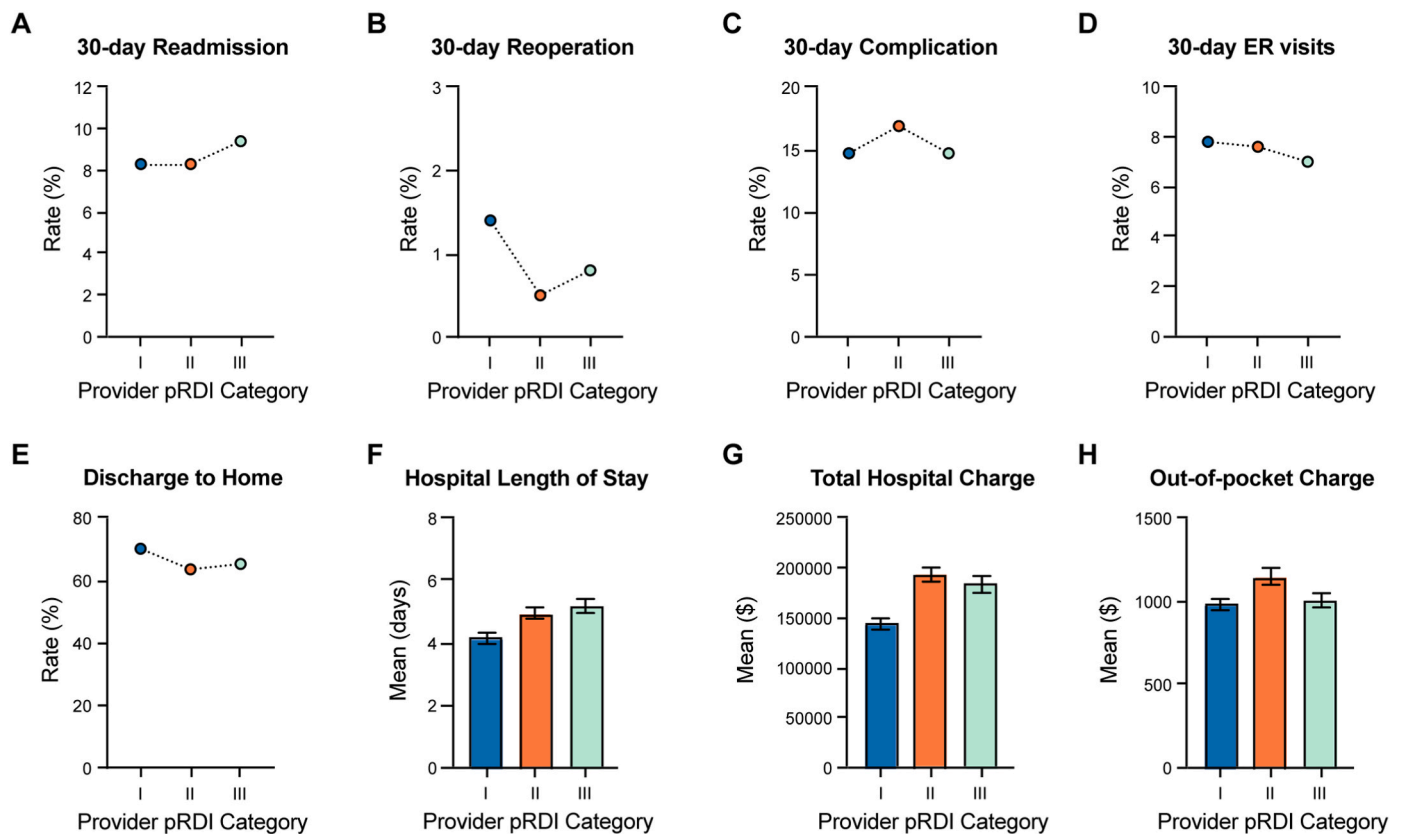 A
30-day Readmission
12
10
8
6
4
2
0
Rate (%)
I
II
III
Provider pRDI Category
B
30-day Reoperation
3
2
1
0
Rate (%)
I
II
III
Provider pRDI Category
C
30-day Complication
20
15
10
5
0
Rate (%)
I
II
III
Provider pRDI Category
D
30-day ER visits
10
8
6
4
2
0
Rate (%)
I
II
III
Provider pRDI Category
E
Discharge to Home
80
60
40
20
0
Rate (%)
I
II
III
Provider pRDI Category
F
Hospital Length of Stay
8
6
4
2
0
Mean (days)
I
II
III
Provider pRDI Category
G
Total Hospital Charge
250000
200000
150000
100000
50000
0
Mean ($)
I
II
III
Provider pRDI Category
H
Out-of-pocket Charge
1500
1000
500
0
Mean ($)
I
II
III
Provider pRDI Category